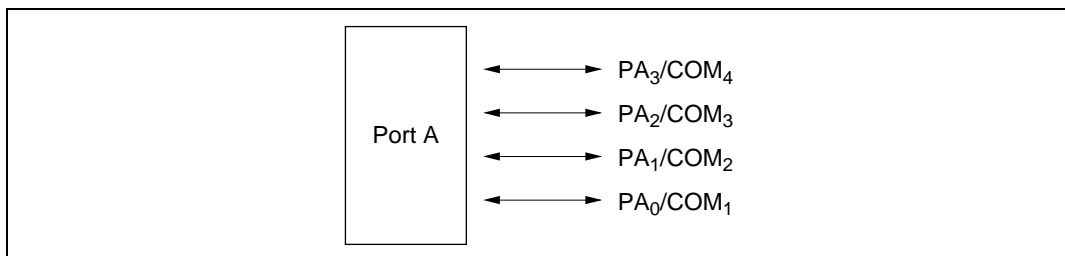 PA₃/COM₄
PA₂/COM₃
Port A
PA₁/COM₂
PA₀/COM₁